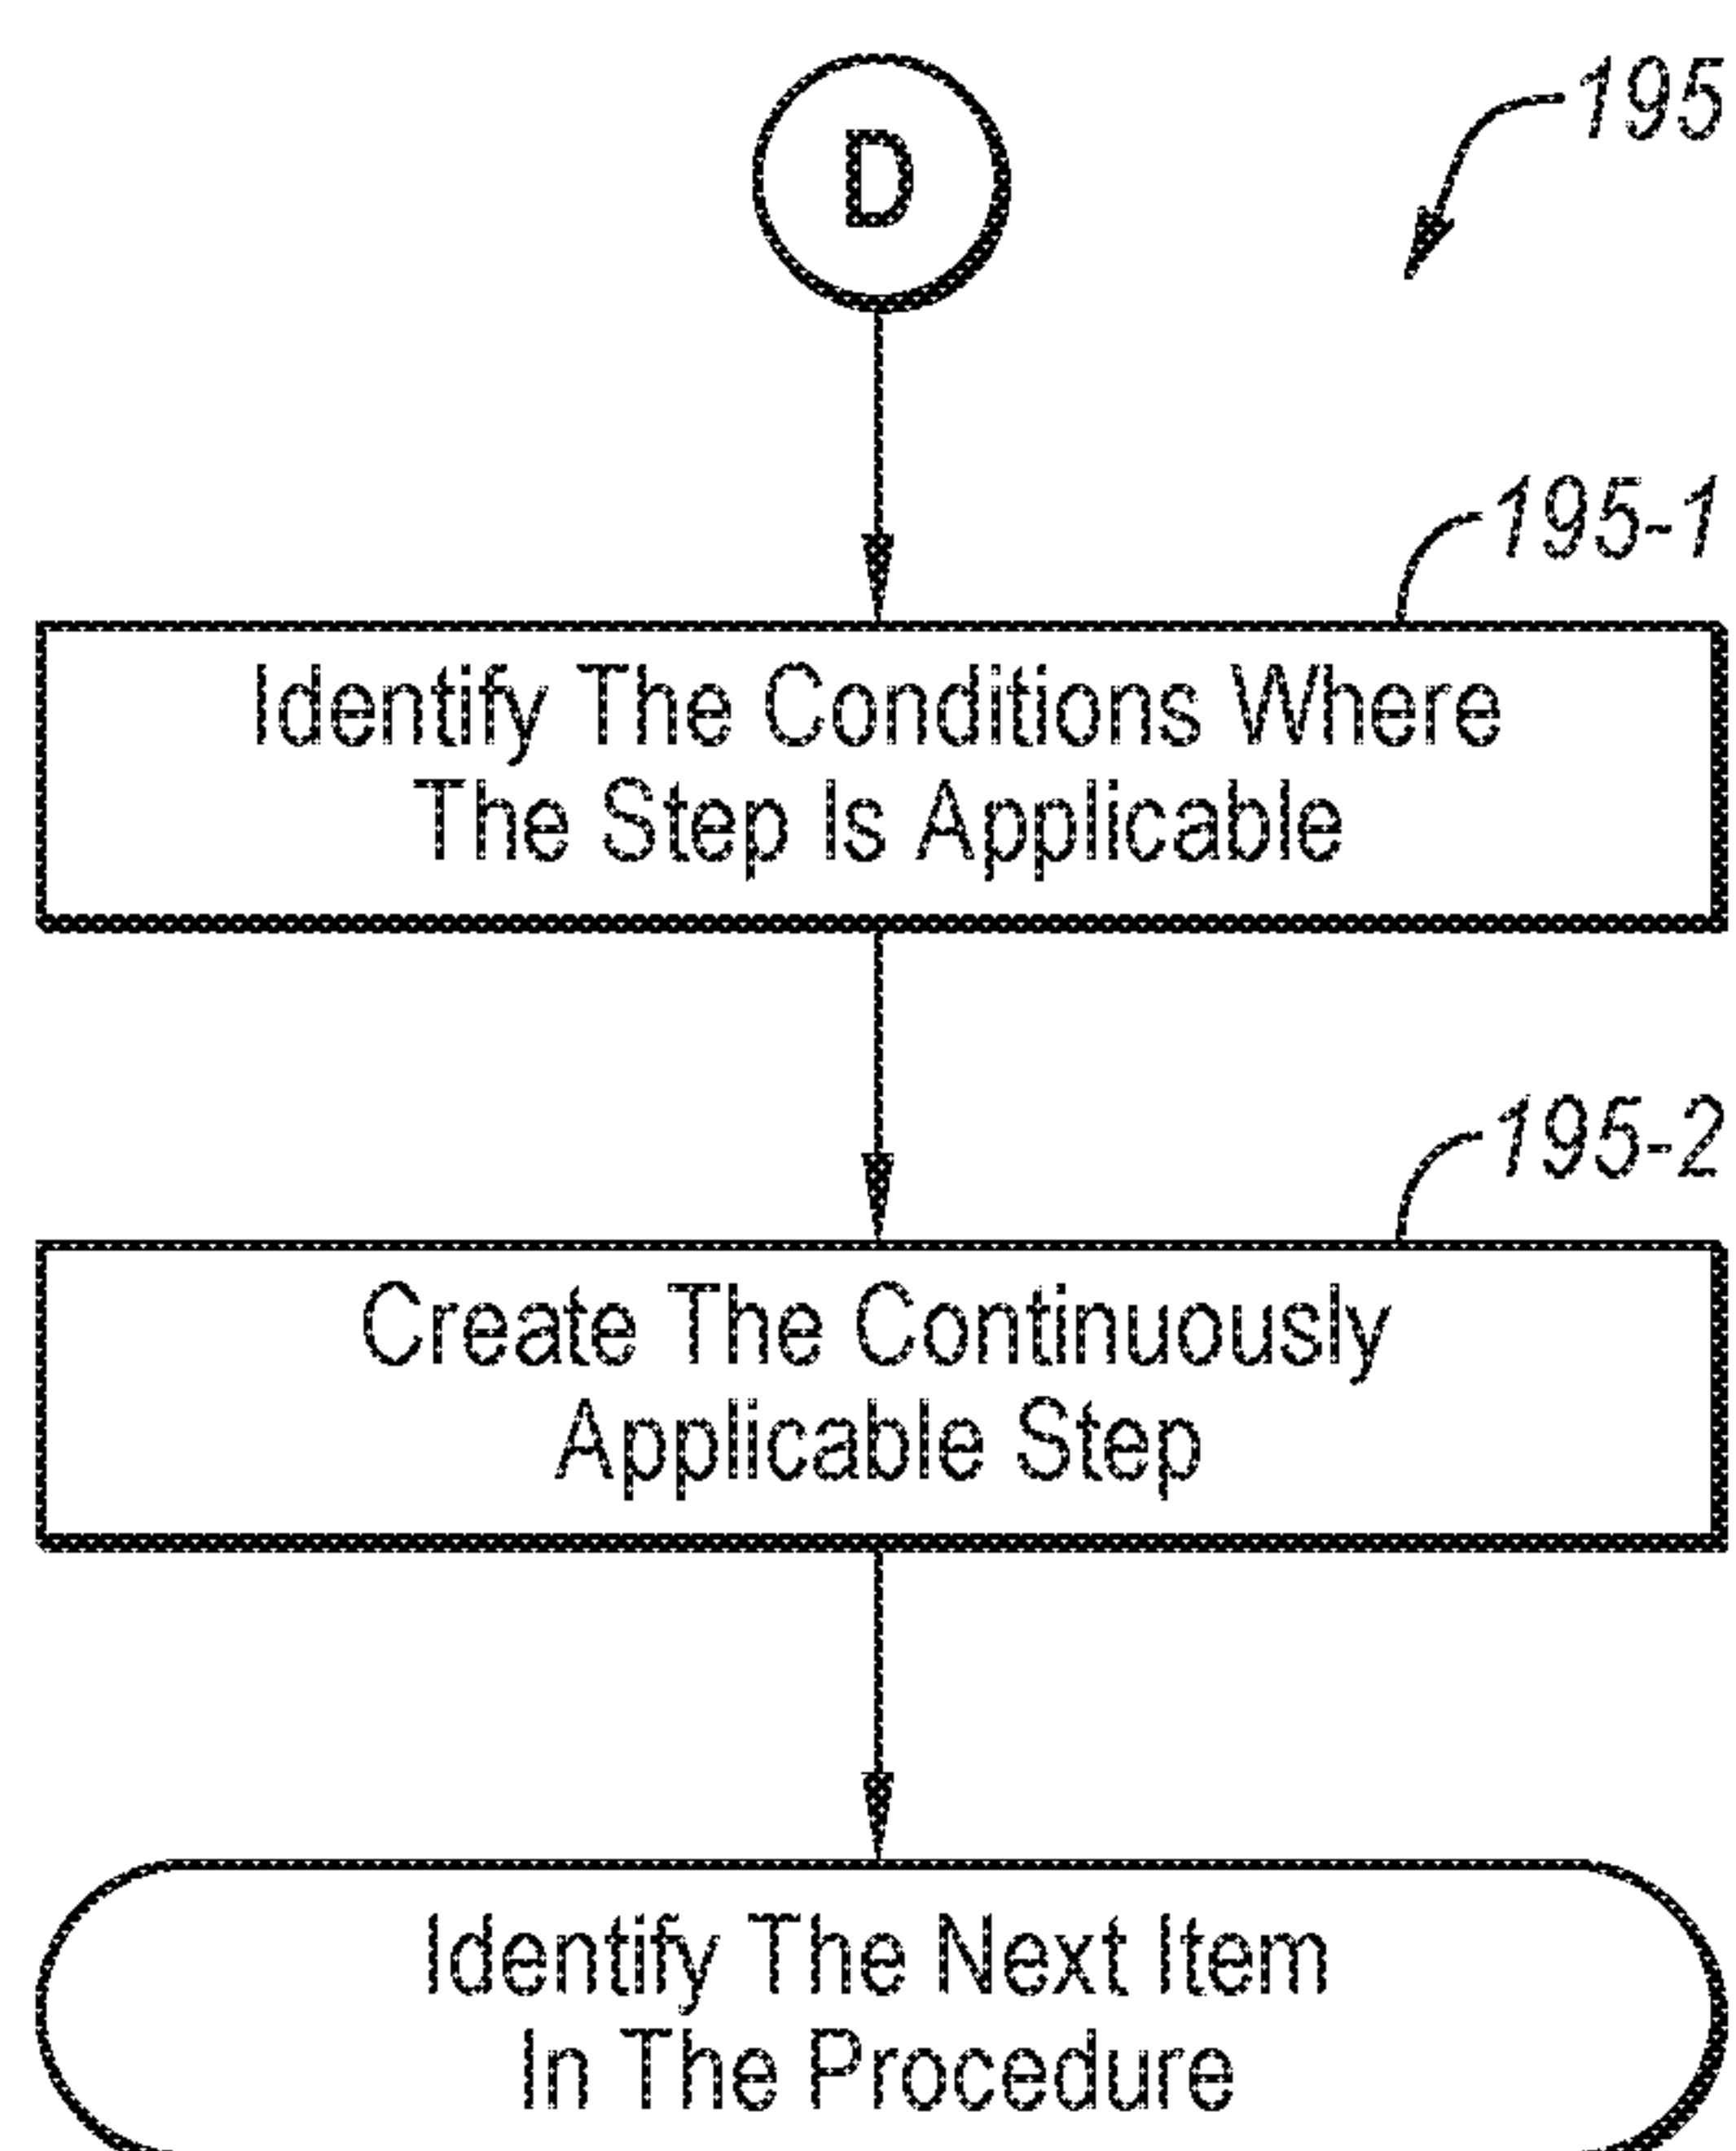 D
195
195-1
Identify The Conditions Where
The Step Is Applicable
195-2
Create The Continuously
Applicable Step
Identify The Next Item
In The Procedure